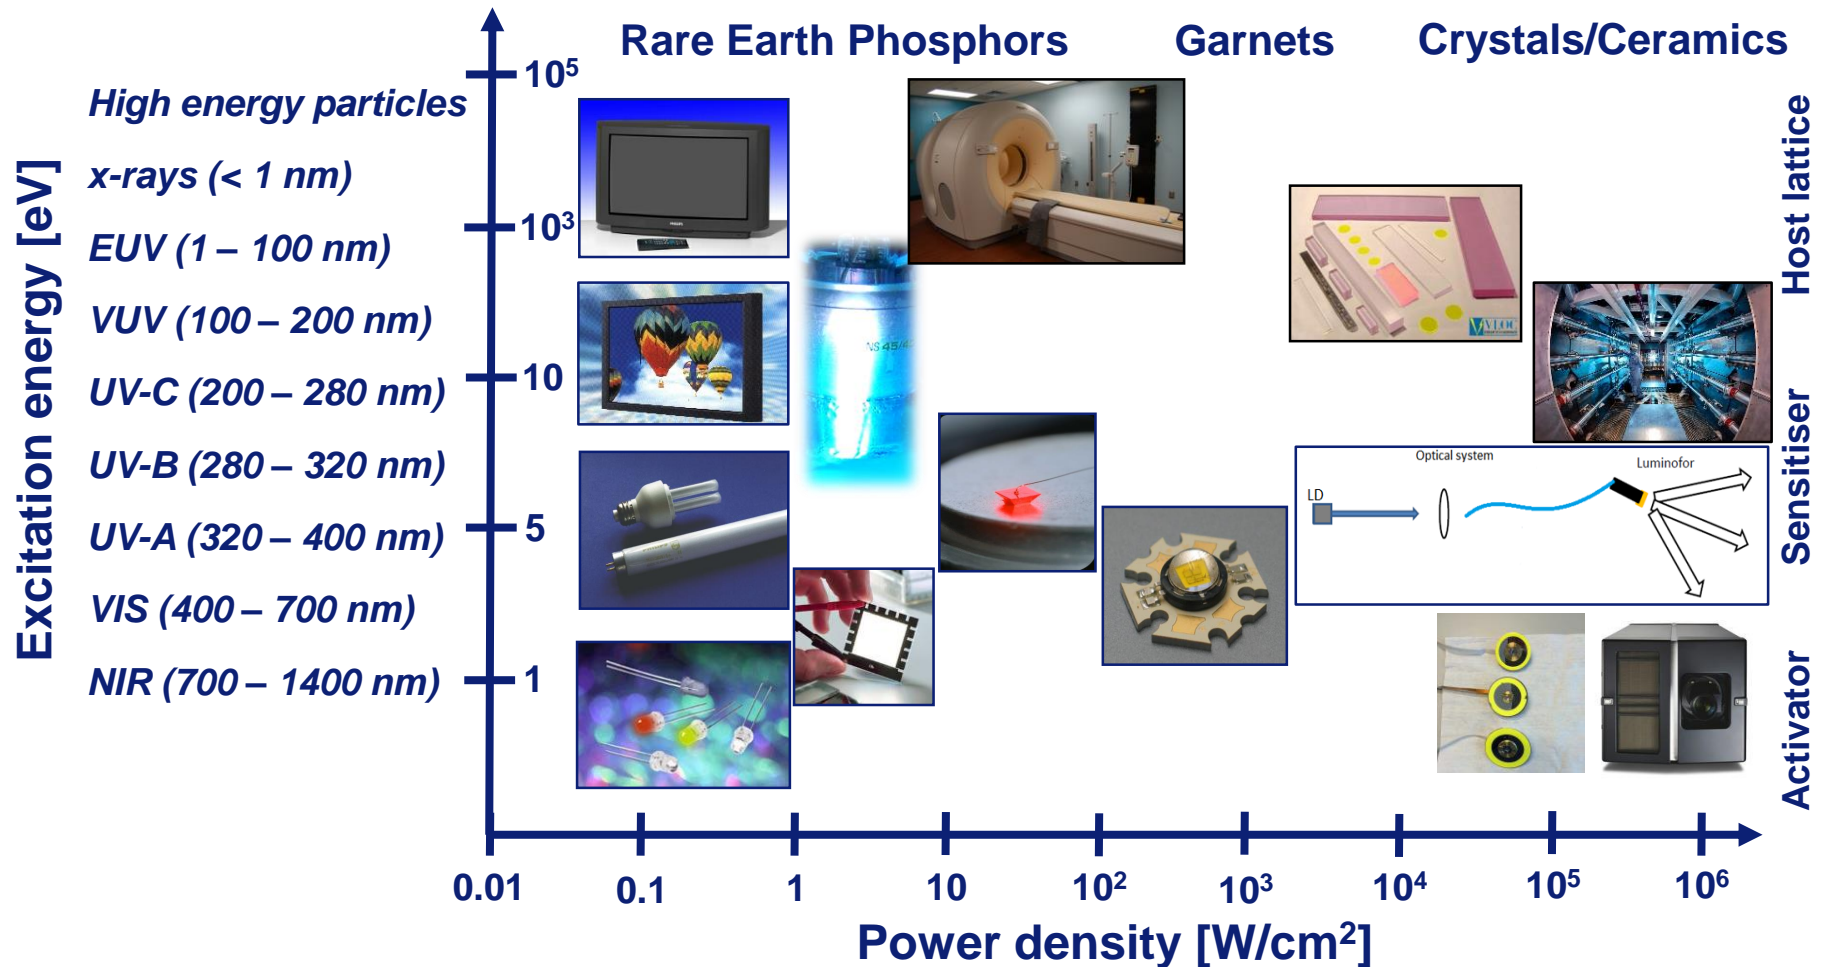 Rare Earth Phosphors
Garnets
Crystals/Ceramics
Excitation energy [eV]
High energy particles
x-rays (< 1 nm)
EUV (1 – 100 nm)
VUV (100 – 200 nm)
UV-C (200 – 280 nm)
UV-B (280 – 320 nm)
UV-A (320 – 400 nm)
VIS (400 – 700 nm)
NIR (700 – 1400 nm)
10⁵
10³
10
5
1
PHILIPS
VLOC
Optical system
Luminofor
LD
Host lattice
Sensitiser
Activator
0.01
0.1
1
10
10²
10³
10⁴
10⁵
10⁶
Power density [W/cm²]